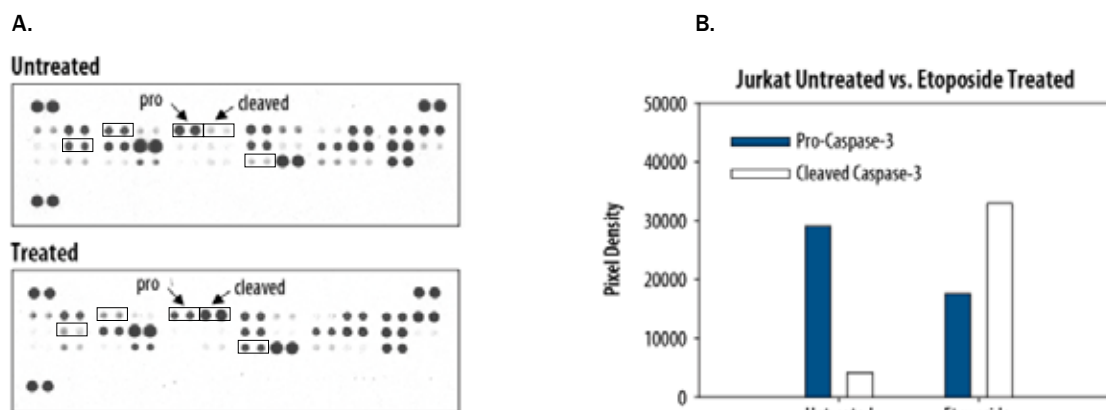 A.
B.
Untreated
pro
cleaved
Treated
pro
cleaved
Jurkat Untreated vs. Etoposide Treated
50000
40000
30000
20000
10000
0
Pixel Density
Pro-Caspase-3
Cleaved Caspase-3